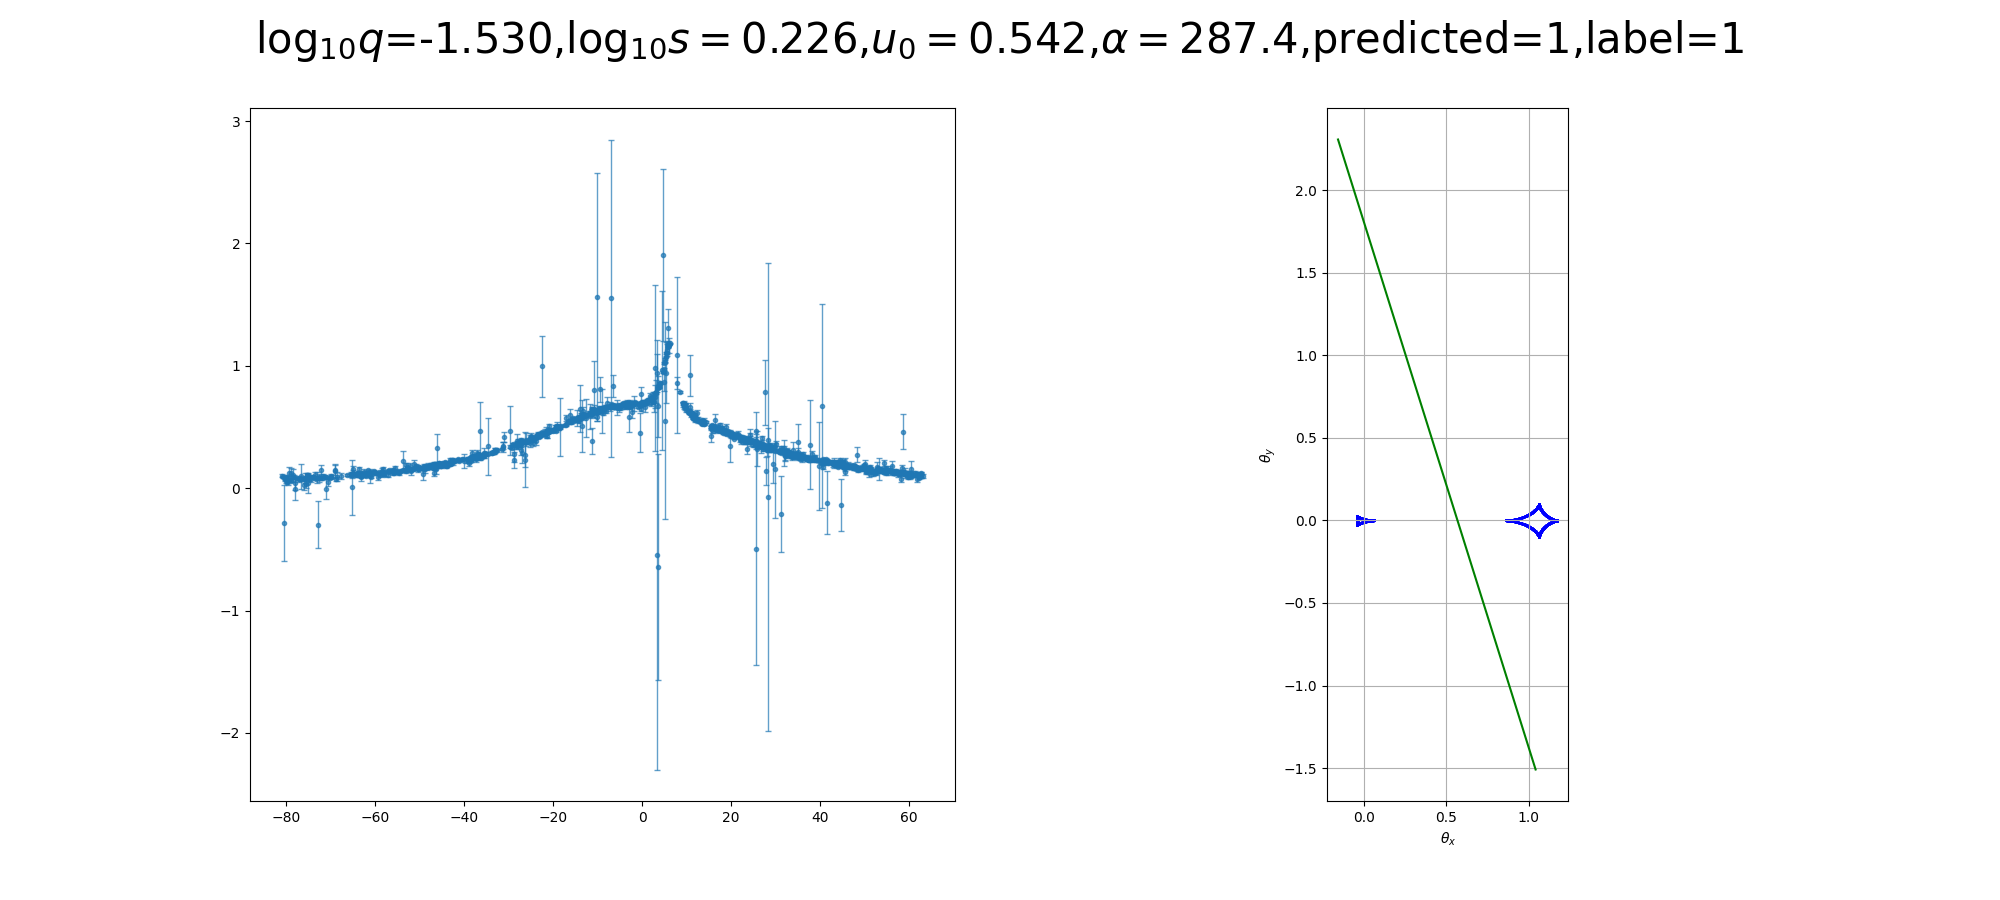 log₁₀q=-1.530,log₁₀s = 0.226,u₀ = 0.542,α = 287.4,predicted=1,label=1
3
2
1
0
−1
−2
−80 −60 −40 −20 0 20 40 60
2.0
1.5
1.0
0.5
0.0
−0.5
−1.0
−1.5
θy
0.0 0.5 1.0
θx